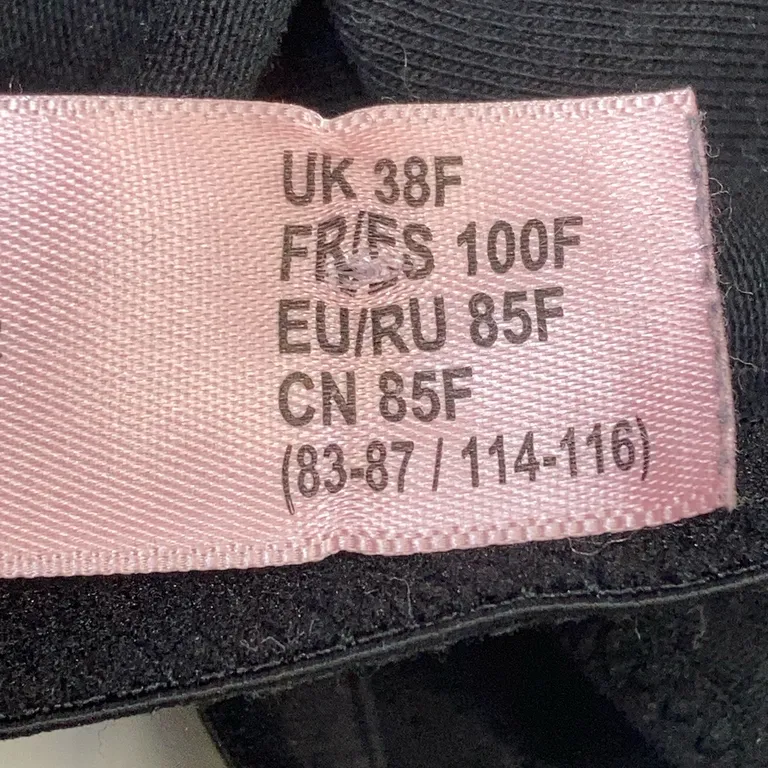 UK 38F
FR/ES 100F
EU/RU 85F
CN 85F
(83-87 / 114-116)